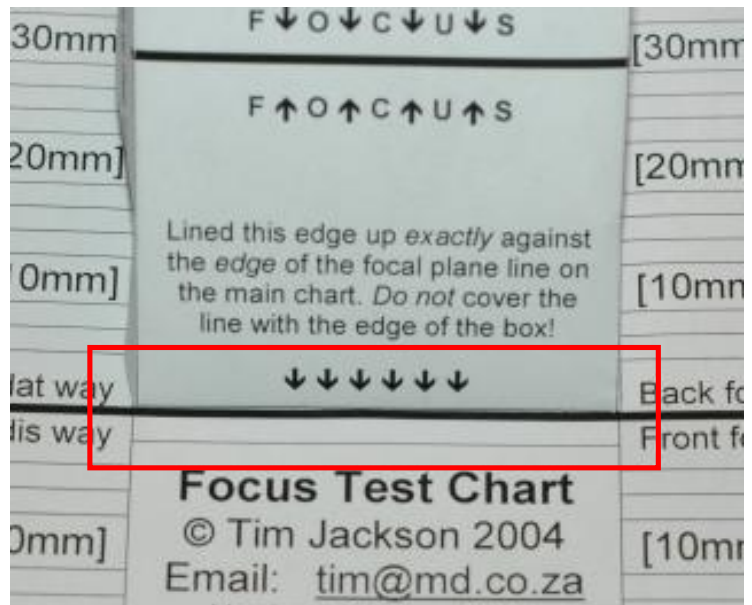 30mm
F↓O↓C↓U↓S
[30mm
F↑O↑C↑U↑S
20mm]
[20mm
Lined this edge up exactly against
the edge of the focal plane line on
the main chart. Do not cover the
line with the edge of the box!
0mm]
[10mm
↓↓↓↓↓↓
lat way
Back fo
dis way
Front fo
Focus Test Chart
© Tim Jackson 2004
Email: tim@md.co.za
0mm]
[10mm